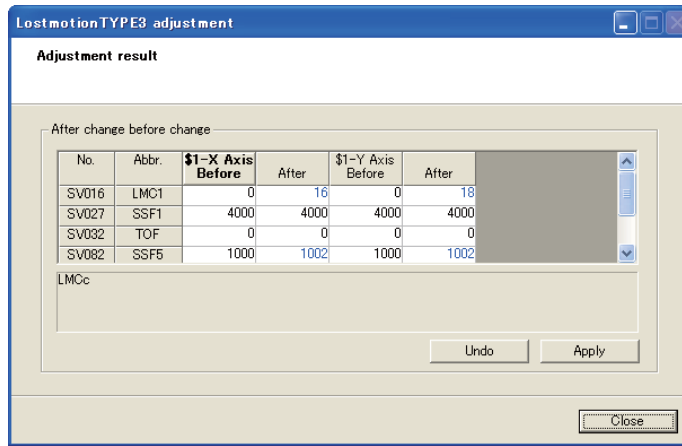 LostmotionTYPE3 adjustment
Adjustment result
After change before change
No. Abbr. $1-X Axis Before After $1-Y Axis Before After
SV016 LMC1 0 16 0 18
SV027 SSF1 4000 4000 4000 4000
SV032 TOF 0 0 0 0
SV082 SSF5 1000 1002 1000 1002
LMCc
Undo Apply
Close